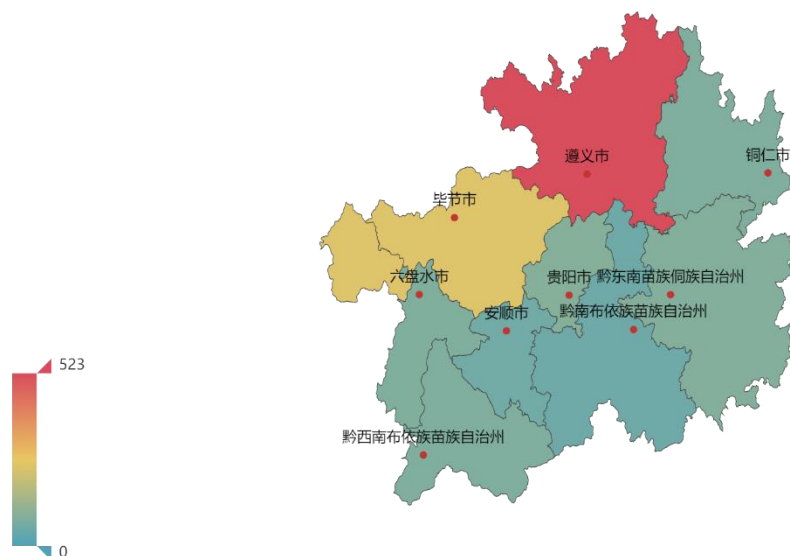 遵义市
铜仁市
毕节市
六盘水市
贵阳市
黔东南苗族侗族自治州
安顺市
黔南布依族苗族自治州
523
黔西南布依族苗族自治州
0